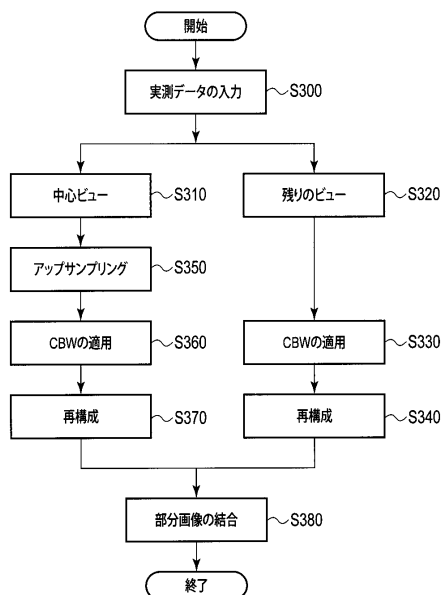 開始
実測データの入力
S300
中心ビュー
S310
残りのビュー
S320
アップサンプリング
S350
CBWの適用
S360
CBWの適用
S330
再構成
S370
再構成
S340
部分画像の結合
S380
終了